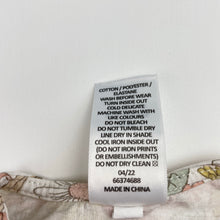 COTTON / POLYESTER /
ELASTANE
WASH BEFORE WEAR
TURN INSIDE OUT
COLD DELICATE
MACHINE WASH WITH
LIKE COLOURS
DO NOT BLEACH
DO NOT TUMBLE DRY
LINE DRY IN SHADE
COOL IRON INSIDE OUT
(DO NOT IRON PRINTS
OR EMBELLISHMENTS)
DO NOT DRY CLEAN
04/22
66374688
MADE IN CHINA